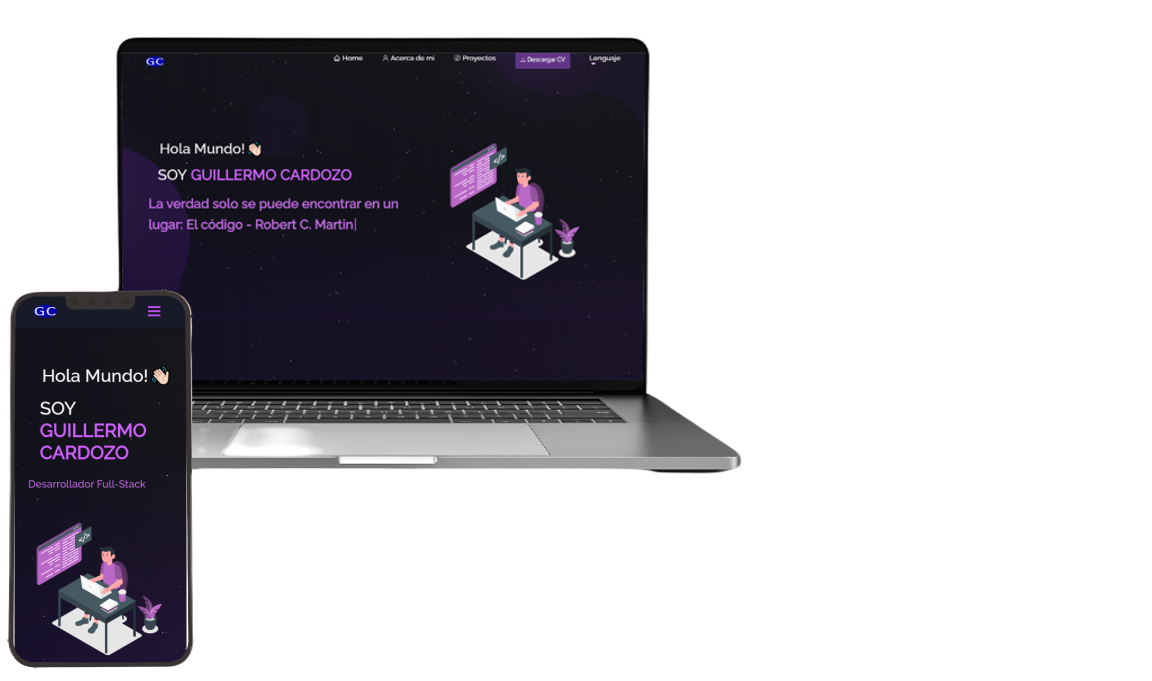 GC
Home
Acerca de mi
Proyectos
Descargar CV
Lenguaje
Hola Mundo!
SOY GUILLERMO CARDOZO
La verdad solo se puede encontrar en un
lugar: El código - Robert C. Martin
</>
GC
Hola Mundo!
SOY
GUILLERMO
CARDOZO
Desarrollador Full-Stack
</>